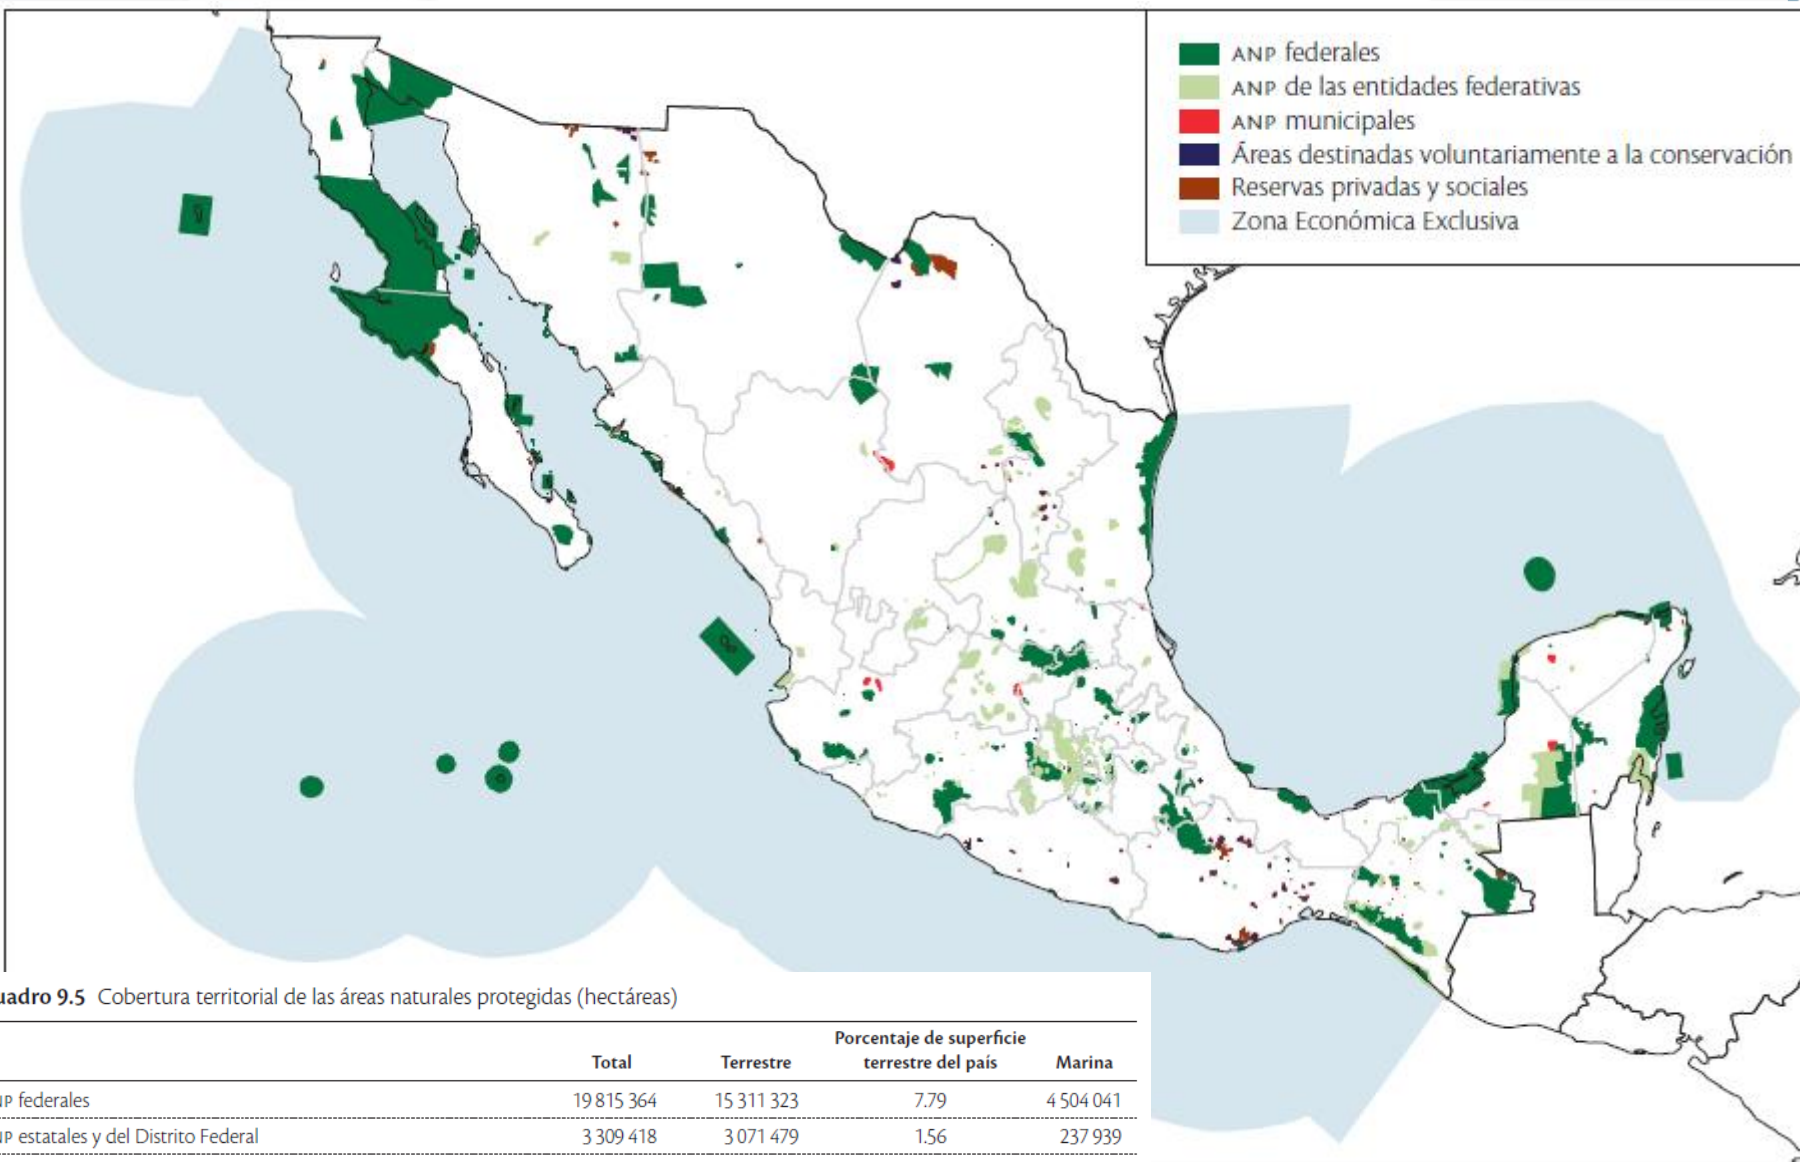 ANP federales
ANP de las entidades federativas
ANP municipales
Áreas destinadas voluntariamente a la conservación
Reservas privadas y sociales
Zona Económica Exclusiva
uadro 9.5 Cobertura territorial de las áreas naturales protegidas (hectáreas)
Porcentaje de superficie
Total Terrestre terrestre del país Marina
NP federales 19 815 364 15 311 323 7.79 4 504 041
NP estatales y del Distrito Federal 3 309 418 3 071 479 1.56 237 939